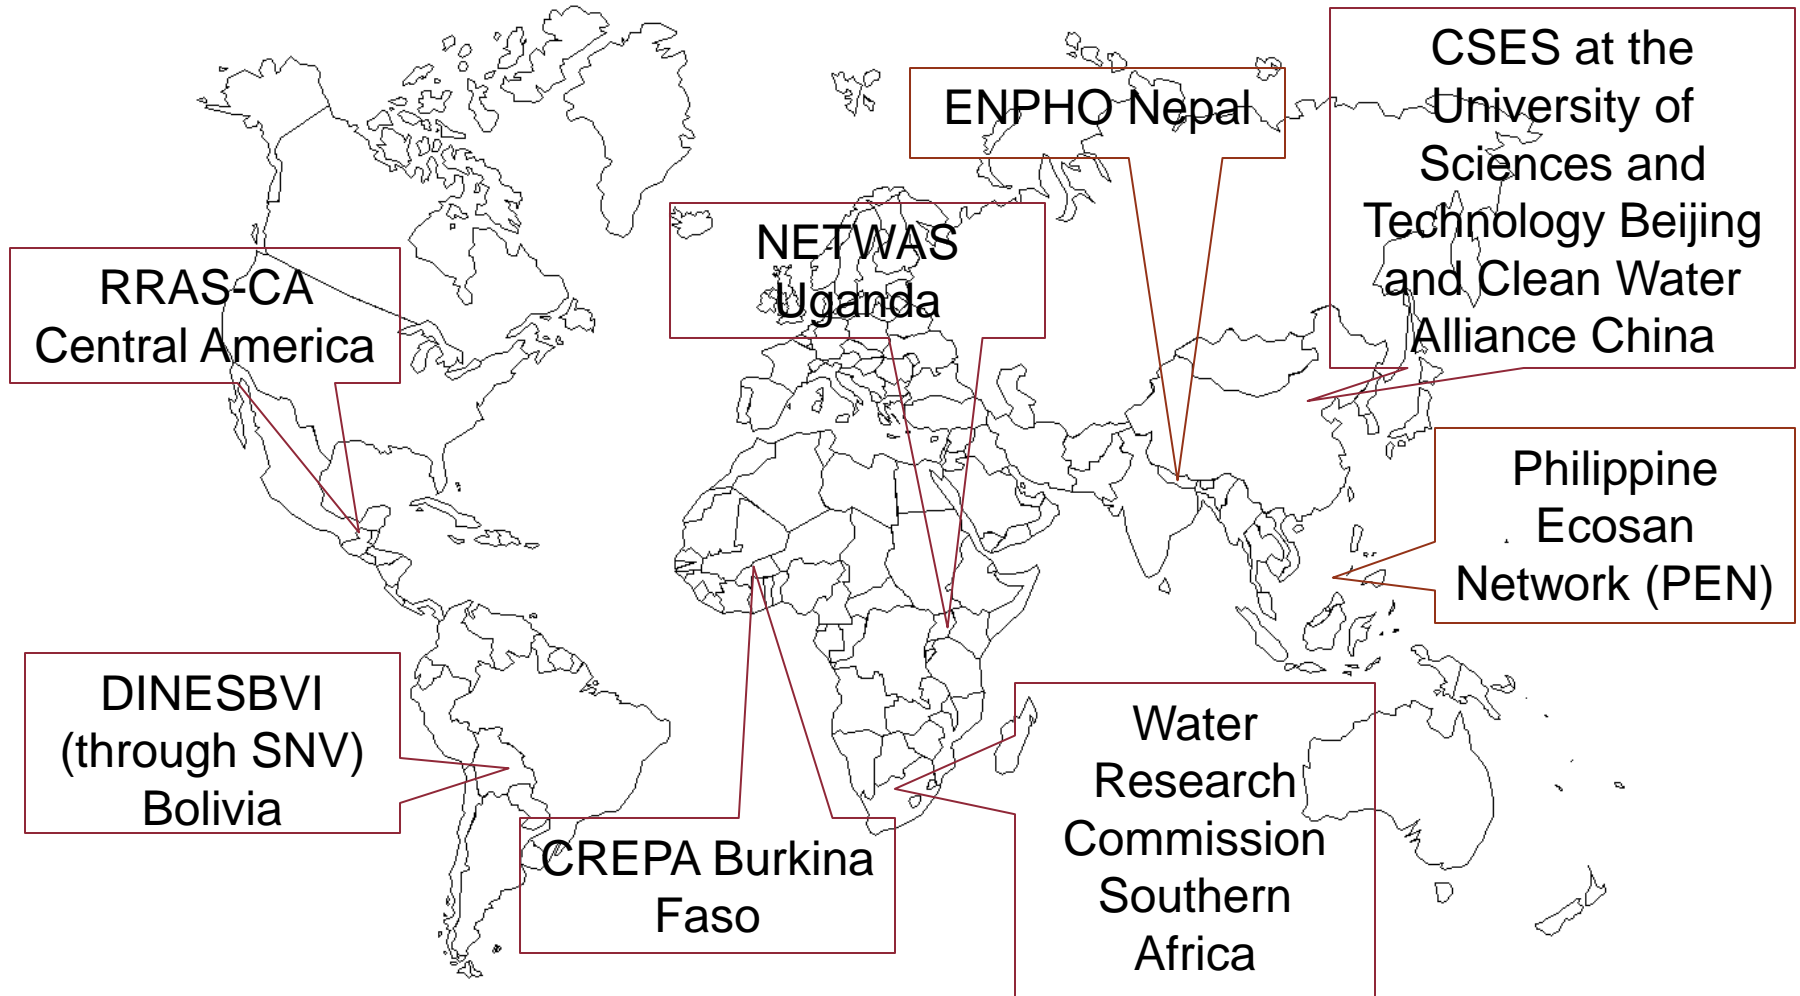 CSES at the
University of
Sciences and
Technology Beijing
and Clean Water
Alliance China
ENPHO Nepal
NETWAS
Uganda
RRAS-CA
Central America
Philippine
Ecosan
Network (PEN)
DINESBVI
(through SNV)
Bolivia
Water
Research
Commission
Southern
Africa
CREPA Burkina
Faso